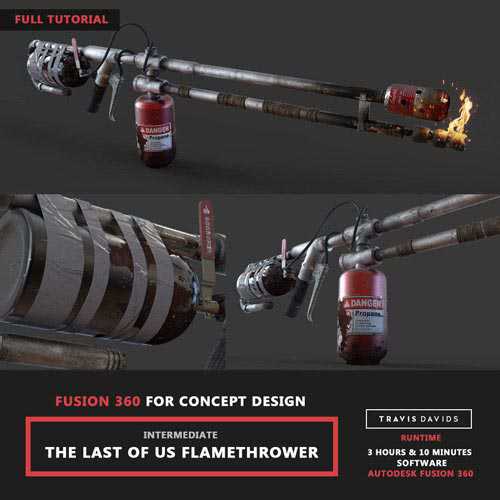 FULL TUTORIAL
DANGER
Propane
DANGER
Propane
FUSION 360 FOR CONCEPT DESIGN
INTERMEDIATE
THE LAST OF US FLAMETHROWER
TRAVIS DAVIDS
RUNTIME
3 HOURS & 10 MINUTES
SOFTWARE
AUTODESK FUSION 360